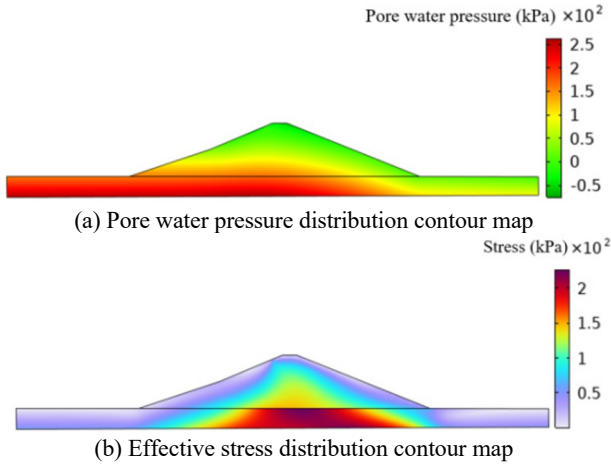 Pore water pressure (kPa) ×10²
2.5
2
1.5
1
0.5
0
-0.5
(a) Pore water pressure distribution contour map
Stress (kPa) ×10²
2
1.5
1
0.5
(b) Effective stress distribution contour map